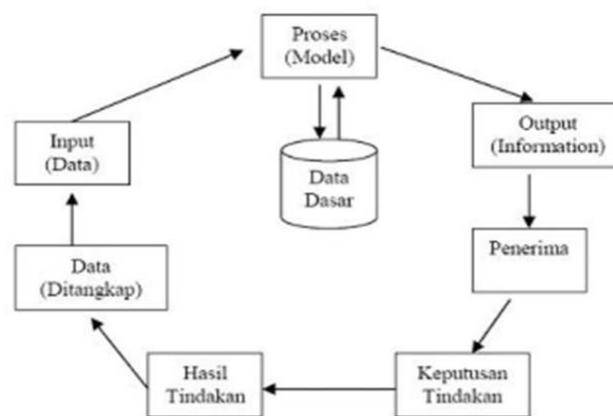 Proses
(Model)
Input
(Data)
Output
(Information)
Data
Dasar
Data
(Ditangkap)
Penerima
Hasil
Tindakan
Keputusan
Tindakan